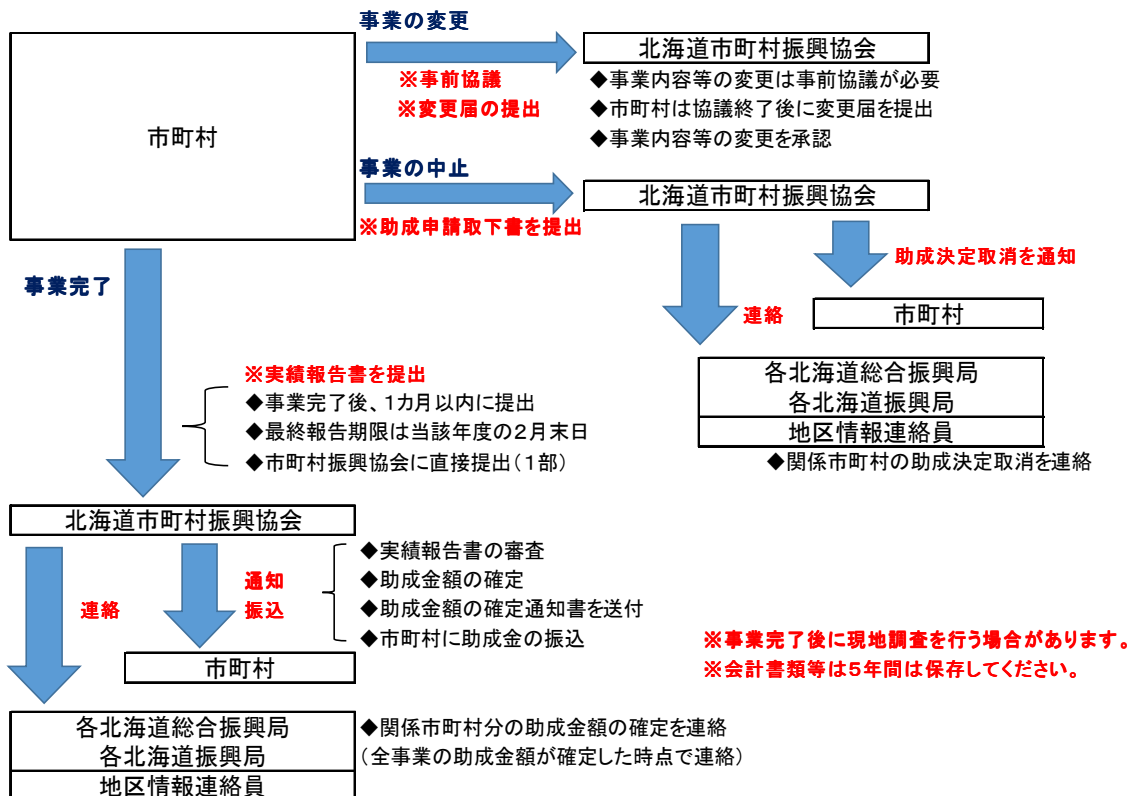 事業の変更
市町村
※事前協議
※変更届の提出
北海道市町村振興協会
◆事業内容等の変更は事前協議が必要
◆市町村は協議終了後に変更届を提出
◆事業内容等の変更を承認
事業の中止
※助成申請取下書を提出
北海道市町村振興協会
助成決定取消を通知
連絡
市町村
各北海道総合振興局
各北海道振興局
地区情報連絡員
◆関係市町村の助成決定取消を連絡
事業完了
※実績報告書を提出
◆事業完了後、1カ月以内に提出
◆最終報告期限は当該年度の2月末日
◆市町村振興協会に直接提出(1部)
北海道市町村振興協会
連絡
通知
振込
◆実績報告書の審査
◆助成金額の確定
◆助成金額の確定通知書を送付
◆市町村に助成金の振込
市町村
※事業完了後に現地調査を行う場合があります。
※会計書類等は5年間は保存してください。
各北海道総合振興局
各北海道振興局
地区情報連絡員
◆関係市町村分の助成金額の確定を連絡
(全事業の助成金額が確定した時点で連絡)